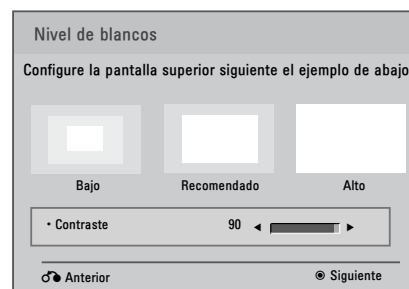 Nivel de blancos
Configure la pantalla superior siguiente el ejemplo de abajo
Bajo Recomendado Alto
• Contraste 90 ◄ ►
Anterior ◉ Siguiente